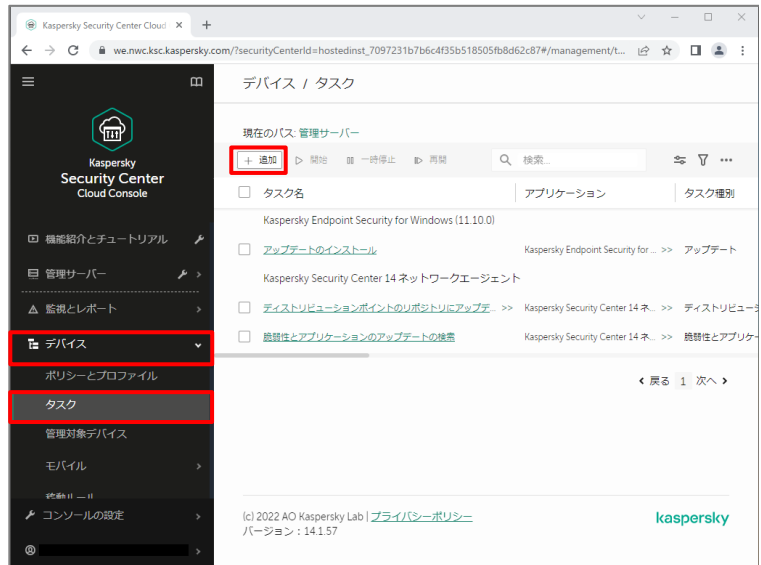 Kaspersky Security Center Cloud
we.nwc.ksc.kaspersky.com/?securityCenterId=hostedinst_7097231b7b6c4f35b518505fb8d62c87#/management/t...
Kaspersky
Security Center
Cloud Console
機能紹介とチュートリアル
管理サーバー
監視とレポート
デバイス
ポリシーとプロファイル
タスク
管理対象デバイス
モバイル
移動ルール
コンソールの設定
デバイス / タスク
現在のパス: 管理サーバー
+ 追加 開始 一時停止 再開 検索...
タスク名 アプリケーション タスク種別
Kaspersky Endpoint Security for Windows (11.10.0)
アップデートのインストール Kaspersky Endpoint Security for ... >> アップデート
Kaspersky Security Center 14 ネットワークエージェント
ディストリビューションポイントのリポジトリにアップデ... >> Kaspersky Security Center 14 ネ... >> ディストリビュー
脆弱性とアプリケーションのアップデートの検索 Kaspersky Security Center 14 ネ... >> 脆弱性とアプリケー
戻る 1 次へ
(c) 2022 AO Kaspersky Lab | プライバシーポリシー
バージョン : 14.1.57
kaspersky